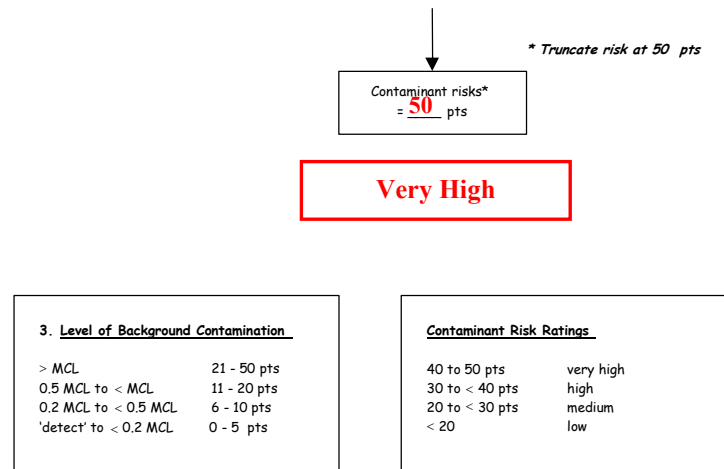 * Truncate risk at 50 pts
Contaminant risks*
= 50 pts
Very High
3. Level of Background Contamination
> MCL 21 - 50 pts
0.5 MCL to < MCL 11 - 20 pts
0.2 MCL to < 0.5 MCL 6 - 10 pts
‘detect’ to < 0.2 MCL 0 - 5 pts
Contaminant Risk Ratings
40 to 50 pts very high
30 to < 40 pts high
20 to < 30 pts medium
< 20 low